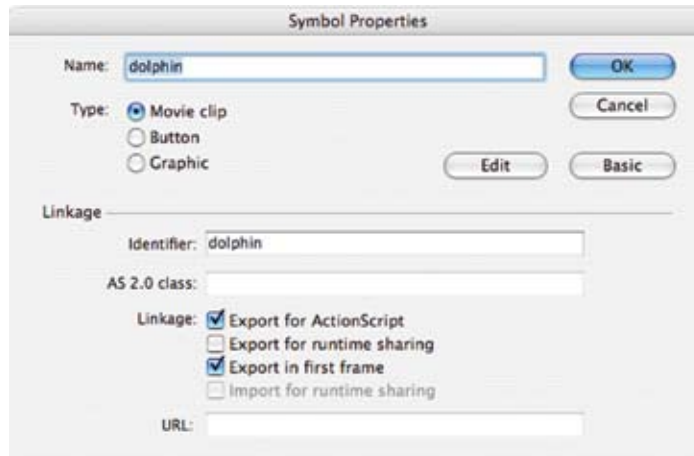 Symbol Properties
Name: dolphin
OK
Type: Movie clip
Cancel
Button
Graphic
Edit
Basic
Linkage
Identifier: dolphin
AS 2.0 class:
Linkage: Export for ActionScript
Export for runtime sharing
Export in first frame
Import for runtime sharing
URL: